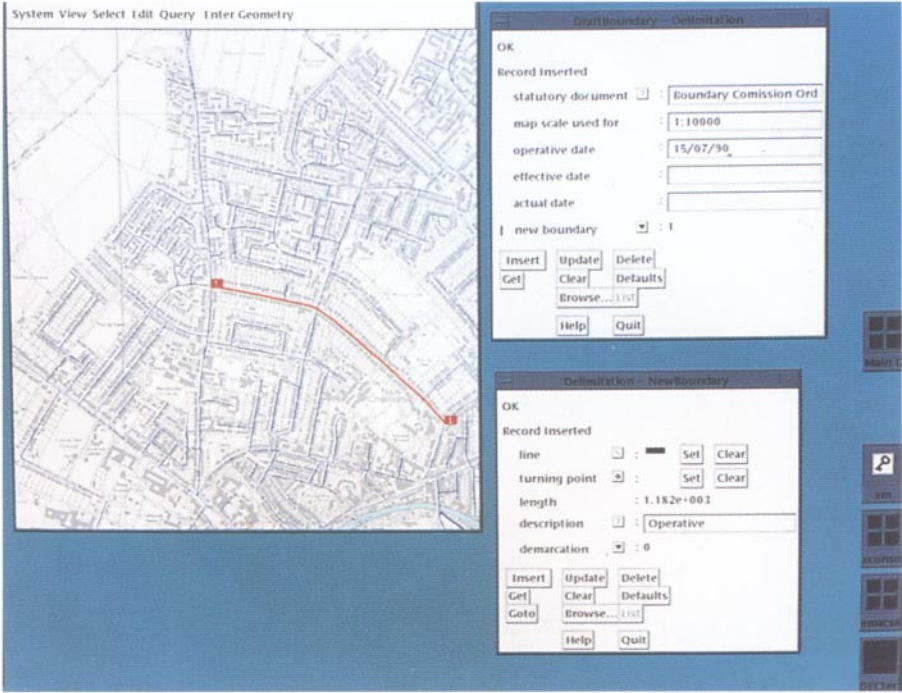 System View Select Edit Query Enter Geometry
DraftBoundary - Delimitation
OK
Record Inserted
statutory document ? : Boundary Comission Ord
map scale used for : 1:10000
operative date : 15/07/90
effective date :
actual date :
new boundary : 1
Insert Update Delete
Get Clear Defaults
Browse... List
Help Quit
Main
Delimitation - NewBoundary
OK
Record Inserted
line : Set Clear
turning point : Set Clear
length : 1.182e+003
description ? : Operative
demarcation : 0
Insert Update Delete
Get Clear Defaults
Goto Browse... List
Help Quit
sm
xconso
emacs
DECter